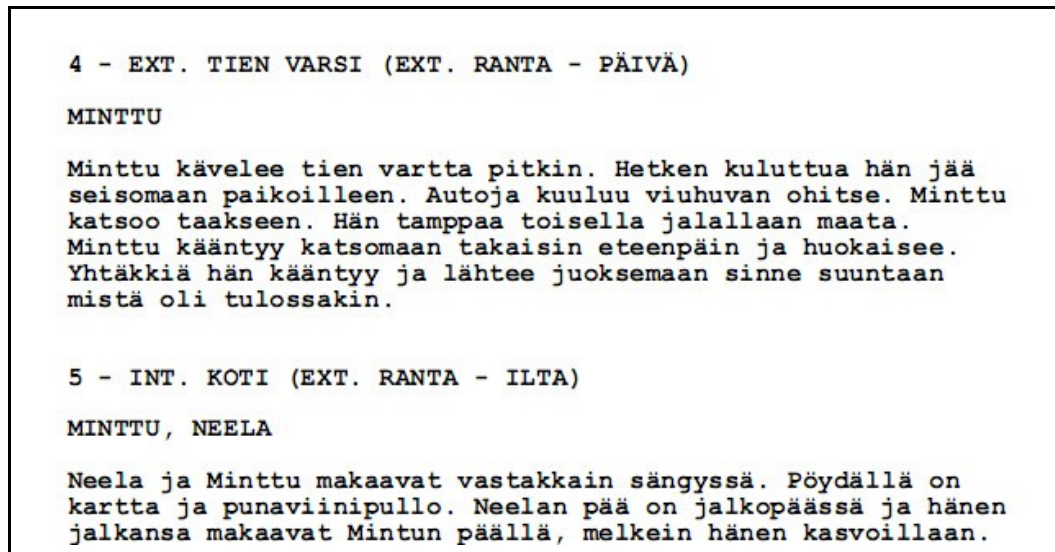 4 - EXT. TIEN VARSI (EXT. RANTA - PÄIVÄ)
MINTTU
Minttu kävelee tien vartta pitkin. Hetken kuluttua hän jää
seisomaan paikoilleen. Autoja kuuluu viuhuvan ohitse. Minttu
katsoo taakseen. Hän tamppaa toisella jalallaan maata.
Minttu kääntyy katsomaan takaisin eteenpäin ja huokaisee.
Yhtäkkiä hän kääntyy ja lähtee juoksemaan sinne suuntaan
mistä oli tulossakin.
5 - INT. KOTI (EXT. RANTA - ILTA)
MINTTU, NEELA
Neela ja Minttu makaavat vastakkain sängyssä. Pöydällä on
kartta ja punaviinipullo. Neelan pää on jalkopäässä ja hänen
jalkansa makaavat Mintun päällä, melkein hänen kasvoillaan.